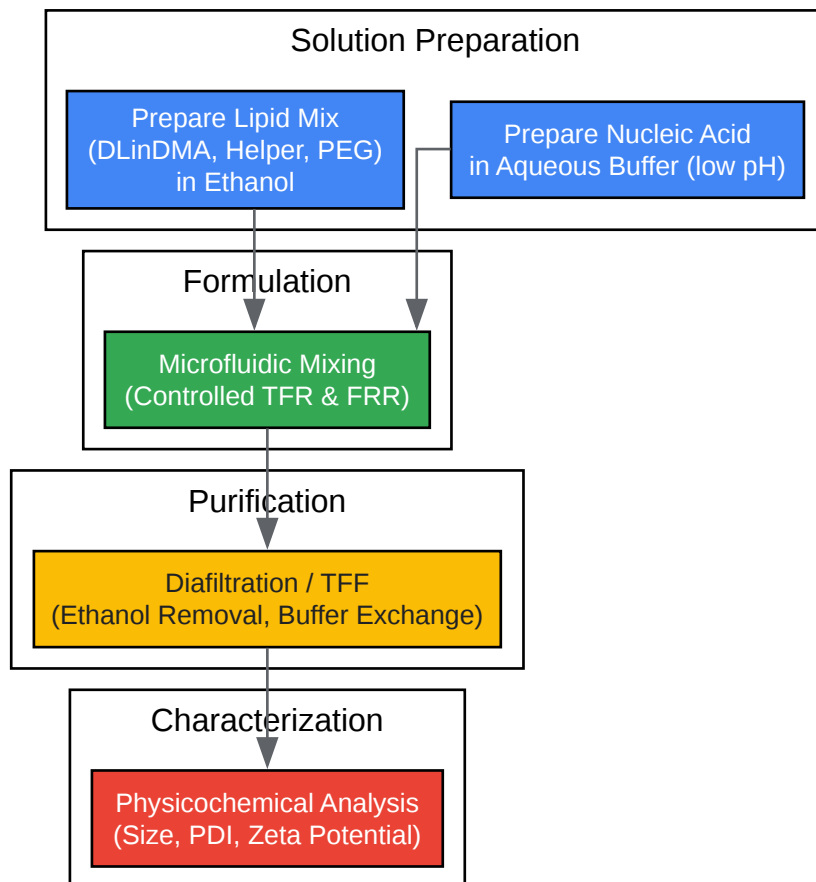 Solution Preparation
Prepare Lipid Mix
(DLinDMA, Helper, PEG)
in Ethanol
Prepare Nucleic Acid
in Aqueous Buffer (low pH)
Formulation
Microfluidic Mixing
(Controlled TFR & FRR)
Purification
Diafiltration / TFF
(Ethanol Removal, Buffer Exchange)
Characterization
Physicochemical Analysis
(Size, PDI, Zeta Potential)